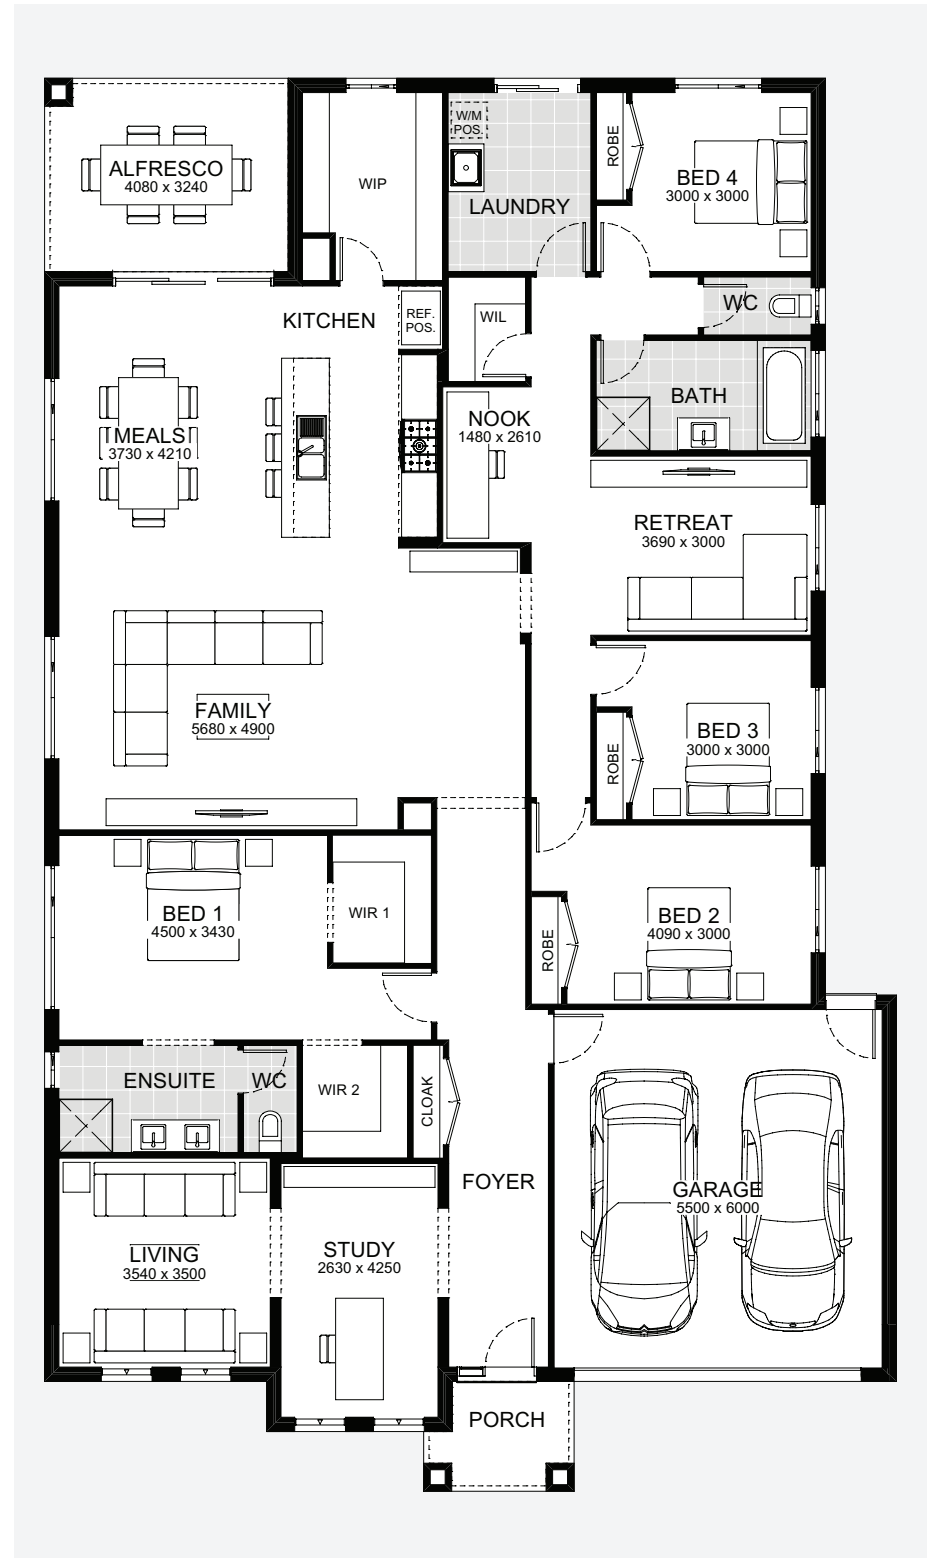 ALFRESCO
4080 x 3240
WIP
W/M
POS.
LAUNDRY
ROBE
BED 4
3000 x 3000
WC
KITCHEN
REF.
POS.
WIL
BATH
MEALS
3730 x 4210
NOOK
1480 x 2610
RETREAT
3690 x 3000
FAMILY
5680 x 4900
BED 3
3000 x 3000
ROBE
BED 1
4500 x 3430
WIR 1
BED 2
4090 x 3000
ROBE
ENSUITE
WC
WIR 2
CLOAK
FOYER
GARAGE
5500 x 6000
LIVING
3540 x 3500
STUDY
2630 x 4250
PORCH